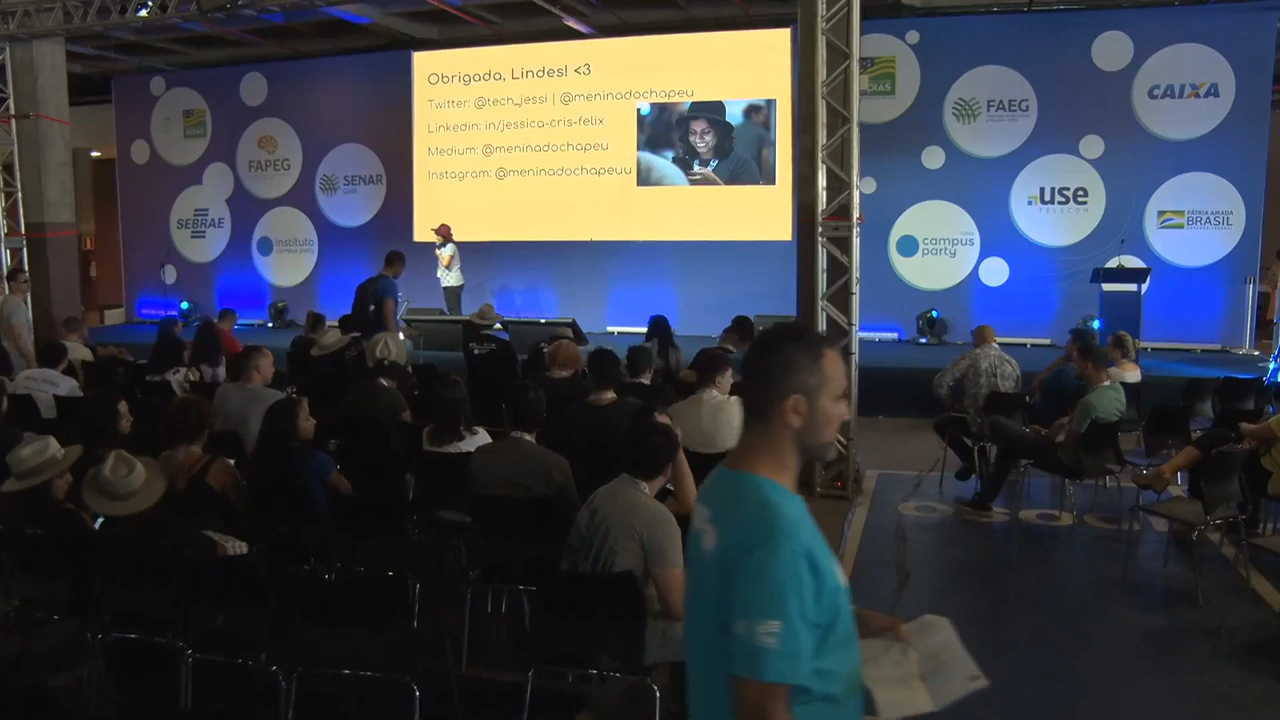 Obrigada, Lindes! <3
Twitter: @tech_jessi | @meninadochapeu
Linkedin: in/jessica-cris-felix
Medium: @meninadochapeu
Instagram: @meninadochapeuu
FAPEG
SENAR
SEBRAE
instituto
campus party
FAEG
CAIXA
use
TELECOM
PÁTRIA AMADA
BRASIL
campus
party